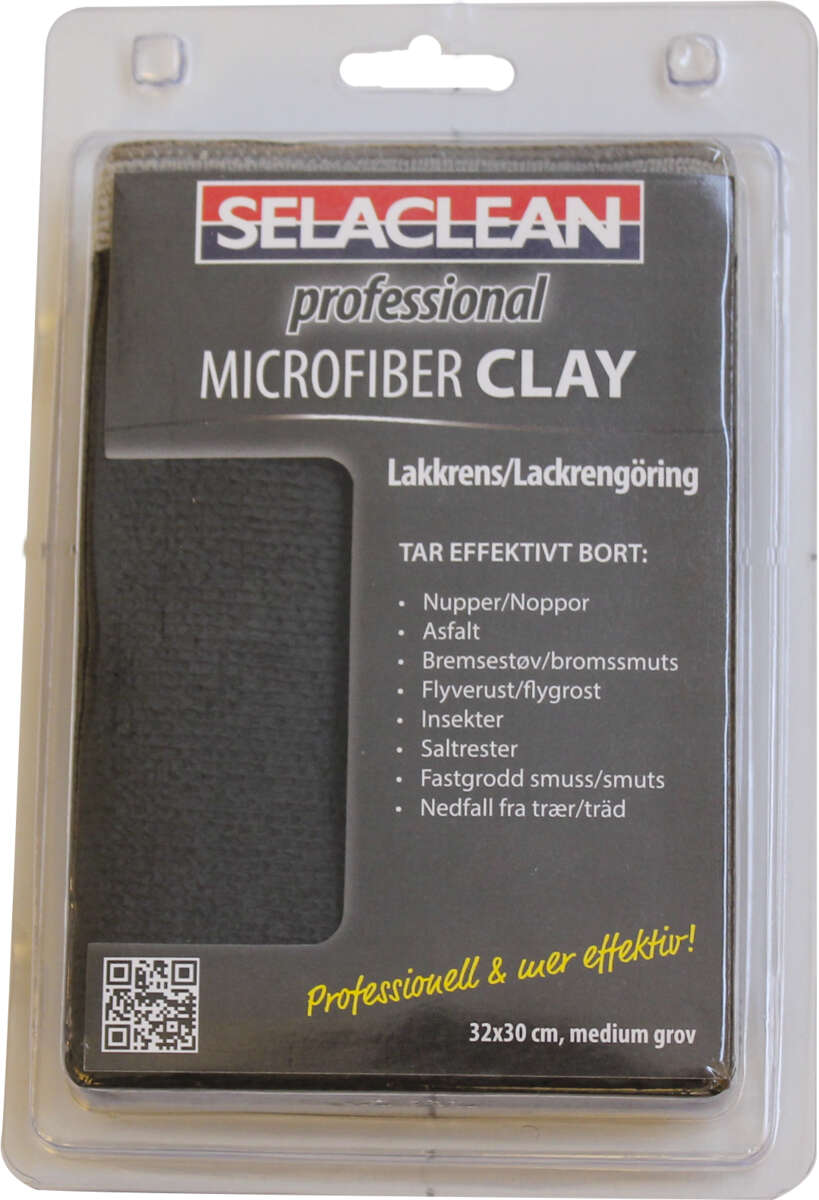 SELACLEAN
professional
MICROFIBER CLAY
Lakkrens/Lackrengöring
TAR EFFEKTIVT BORT:
• Nupper/Noppor
• Asfalt
• Bremsestøv/bromssmuts
• Flyverust/flygrost
• Insekter
• Saltrester
• Fastgrodd smuss/smuts
• Nedfall fra trær/träd
Professionell & mer effektiv!
32x30 cm, medium grov